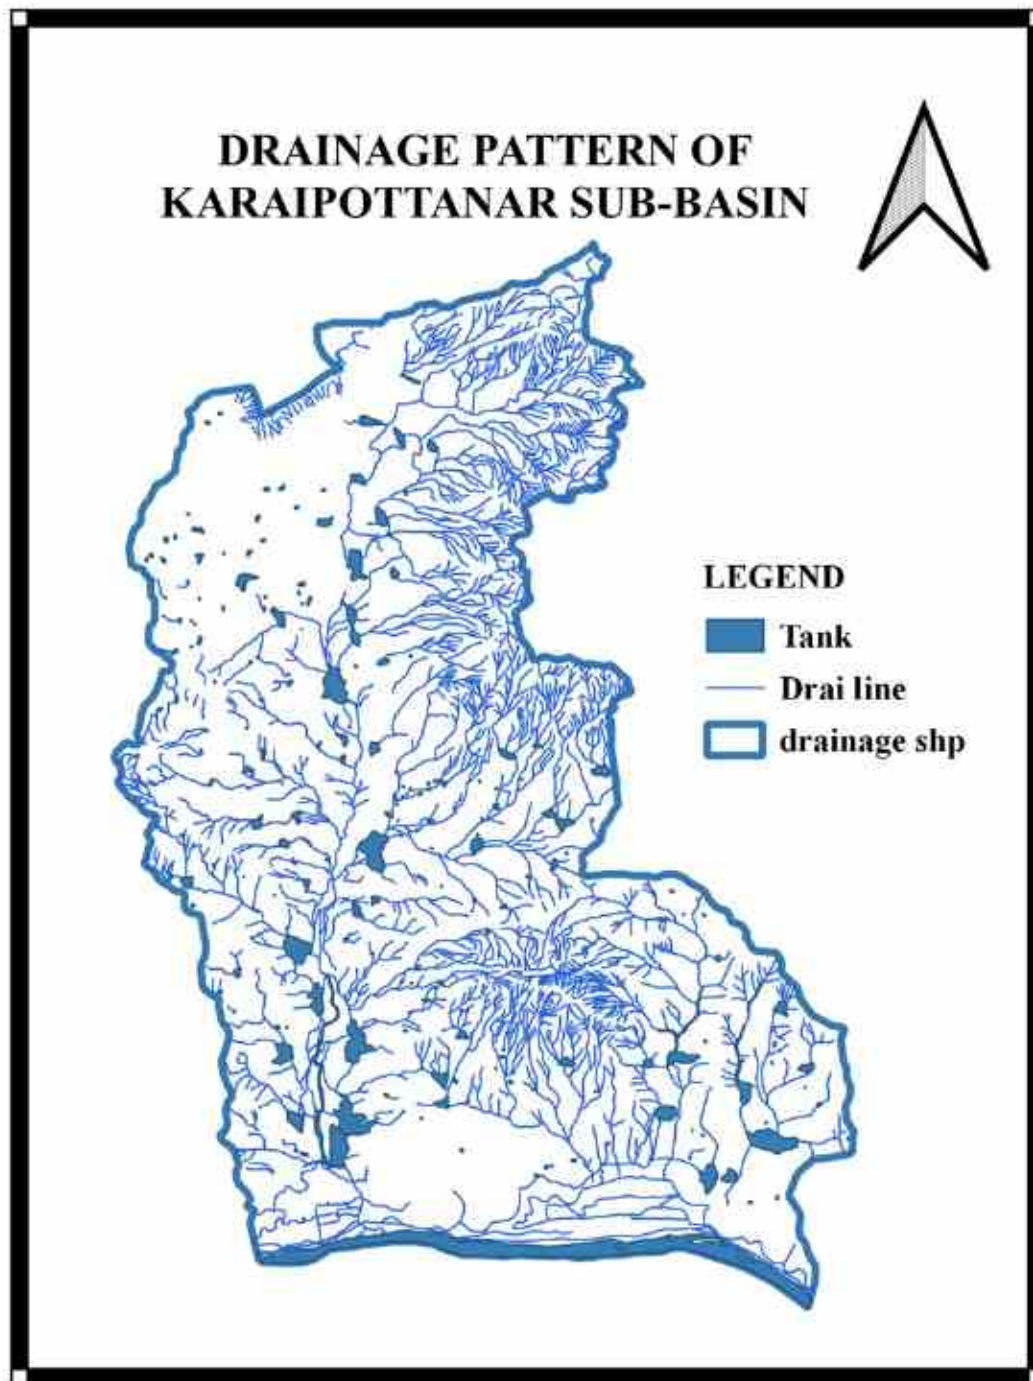 DRAINAGE PATTERN OF
KARAIPOTTANAR SUB-BASIN
LEGEND
Tank
Drai line
drainage shp